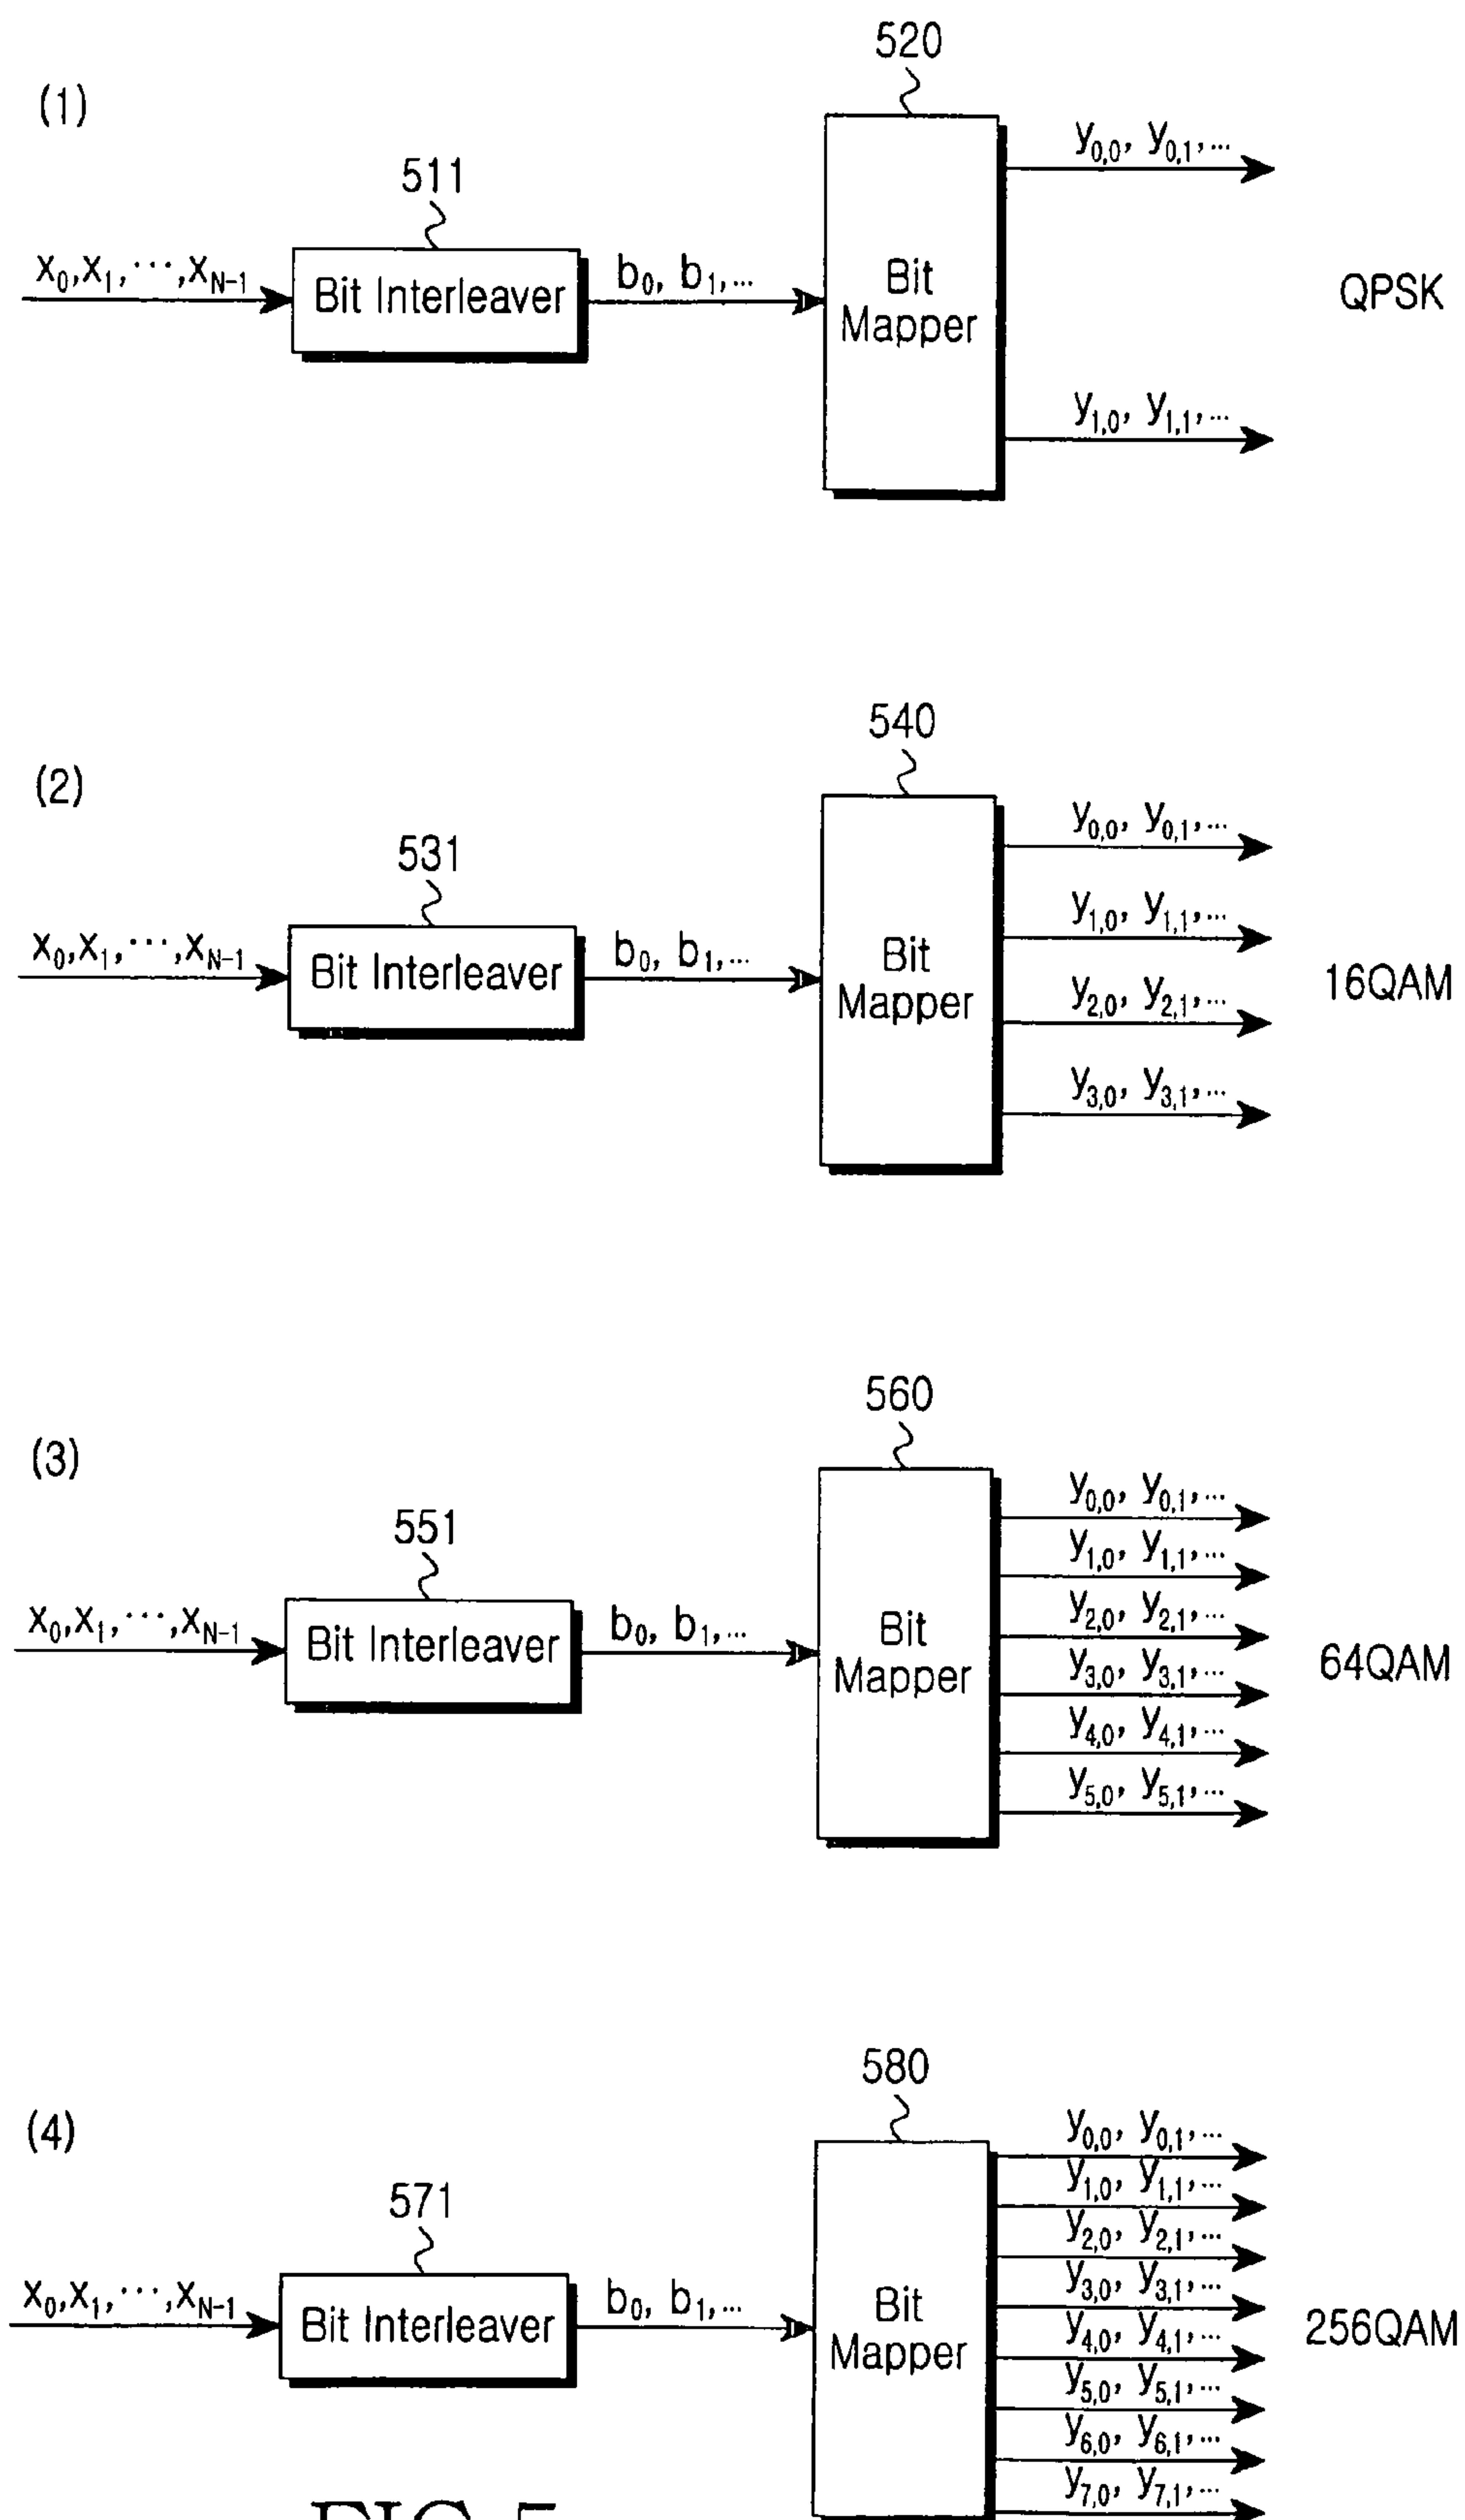 520
(1)
y0,0, y0,1,...
511
x0,x1,...,xN-1
Bit Interleaver
b0, b1,...
Bit
Mapper
QPSK
y1,0, y1,1,...
540
(2)
y0,0, y0,1,...
531
y1,0, y1,1,...
x0,x1,...,xN-1
Bit Interleaver
b0, b1,...
Bit
Mapper
16QAM
y2,0, y2,1,...
y3,0, y3,1,...
560
(3)
y0,0, y0,1,...
551
y1,0, y1,1,...
x0,x1,...,xN-1
Bit Interleaver
b0, b1,...
Bit
Mapper
y2,0, y2,1,...
64QAM
y3,0, y3,1,...
y4,0, y4,1,...
y5,0, y5,1,...
580
(4)
y0,0, y0,1,...
571
y1,0, y1,1,...
y2,0, y2,1,...
x0,x1,...,xN-1
Bit Interleaver
b0, b1,...
Bit
Mapper
y3,0, y3,1,...
256QAM
y4,0, y4,1,...
y5,0, y5,1,...
y6,0, y6,1,...
y7,0, y7,1,...
FIG.5